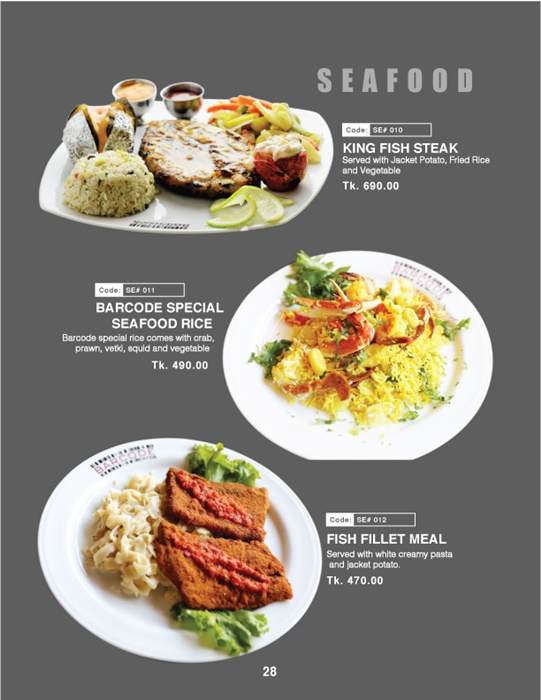 SEAFOOD
Code: SE# 010
KING FISH STEAK
Served with Jacket Potato, Fried Rice
and Vegetable
Tk. 690.00
Code: SE# 011
BARCODE SPECIAL
SEAFOOD RICE
Barcode special rice comes with crab,
prawn, vetki, squid and vegetable
Tk. 490.00
BARCODE
BARCODE
Code: SE# 012
FISH FILLET MEAL
Served with white creamy pasta
and jacket potato.
Tk. 470.00
28